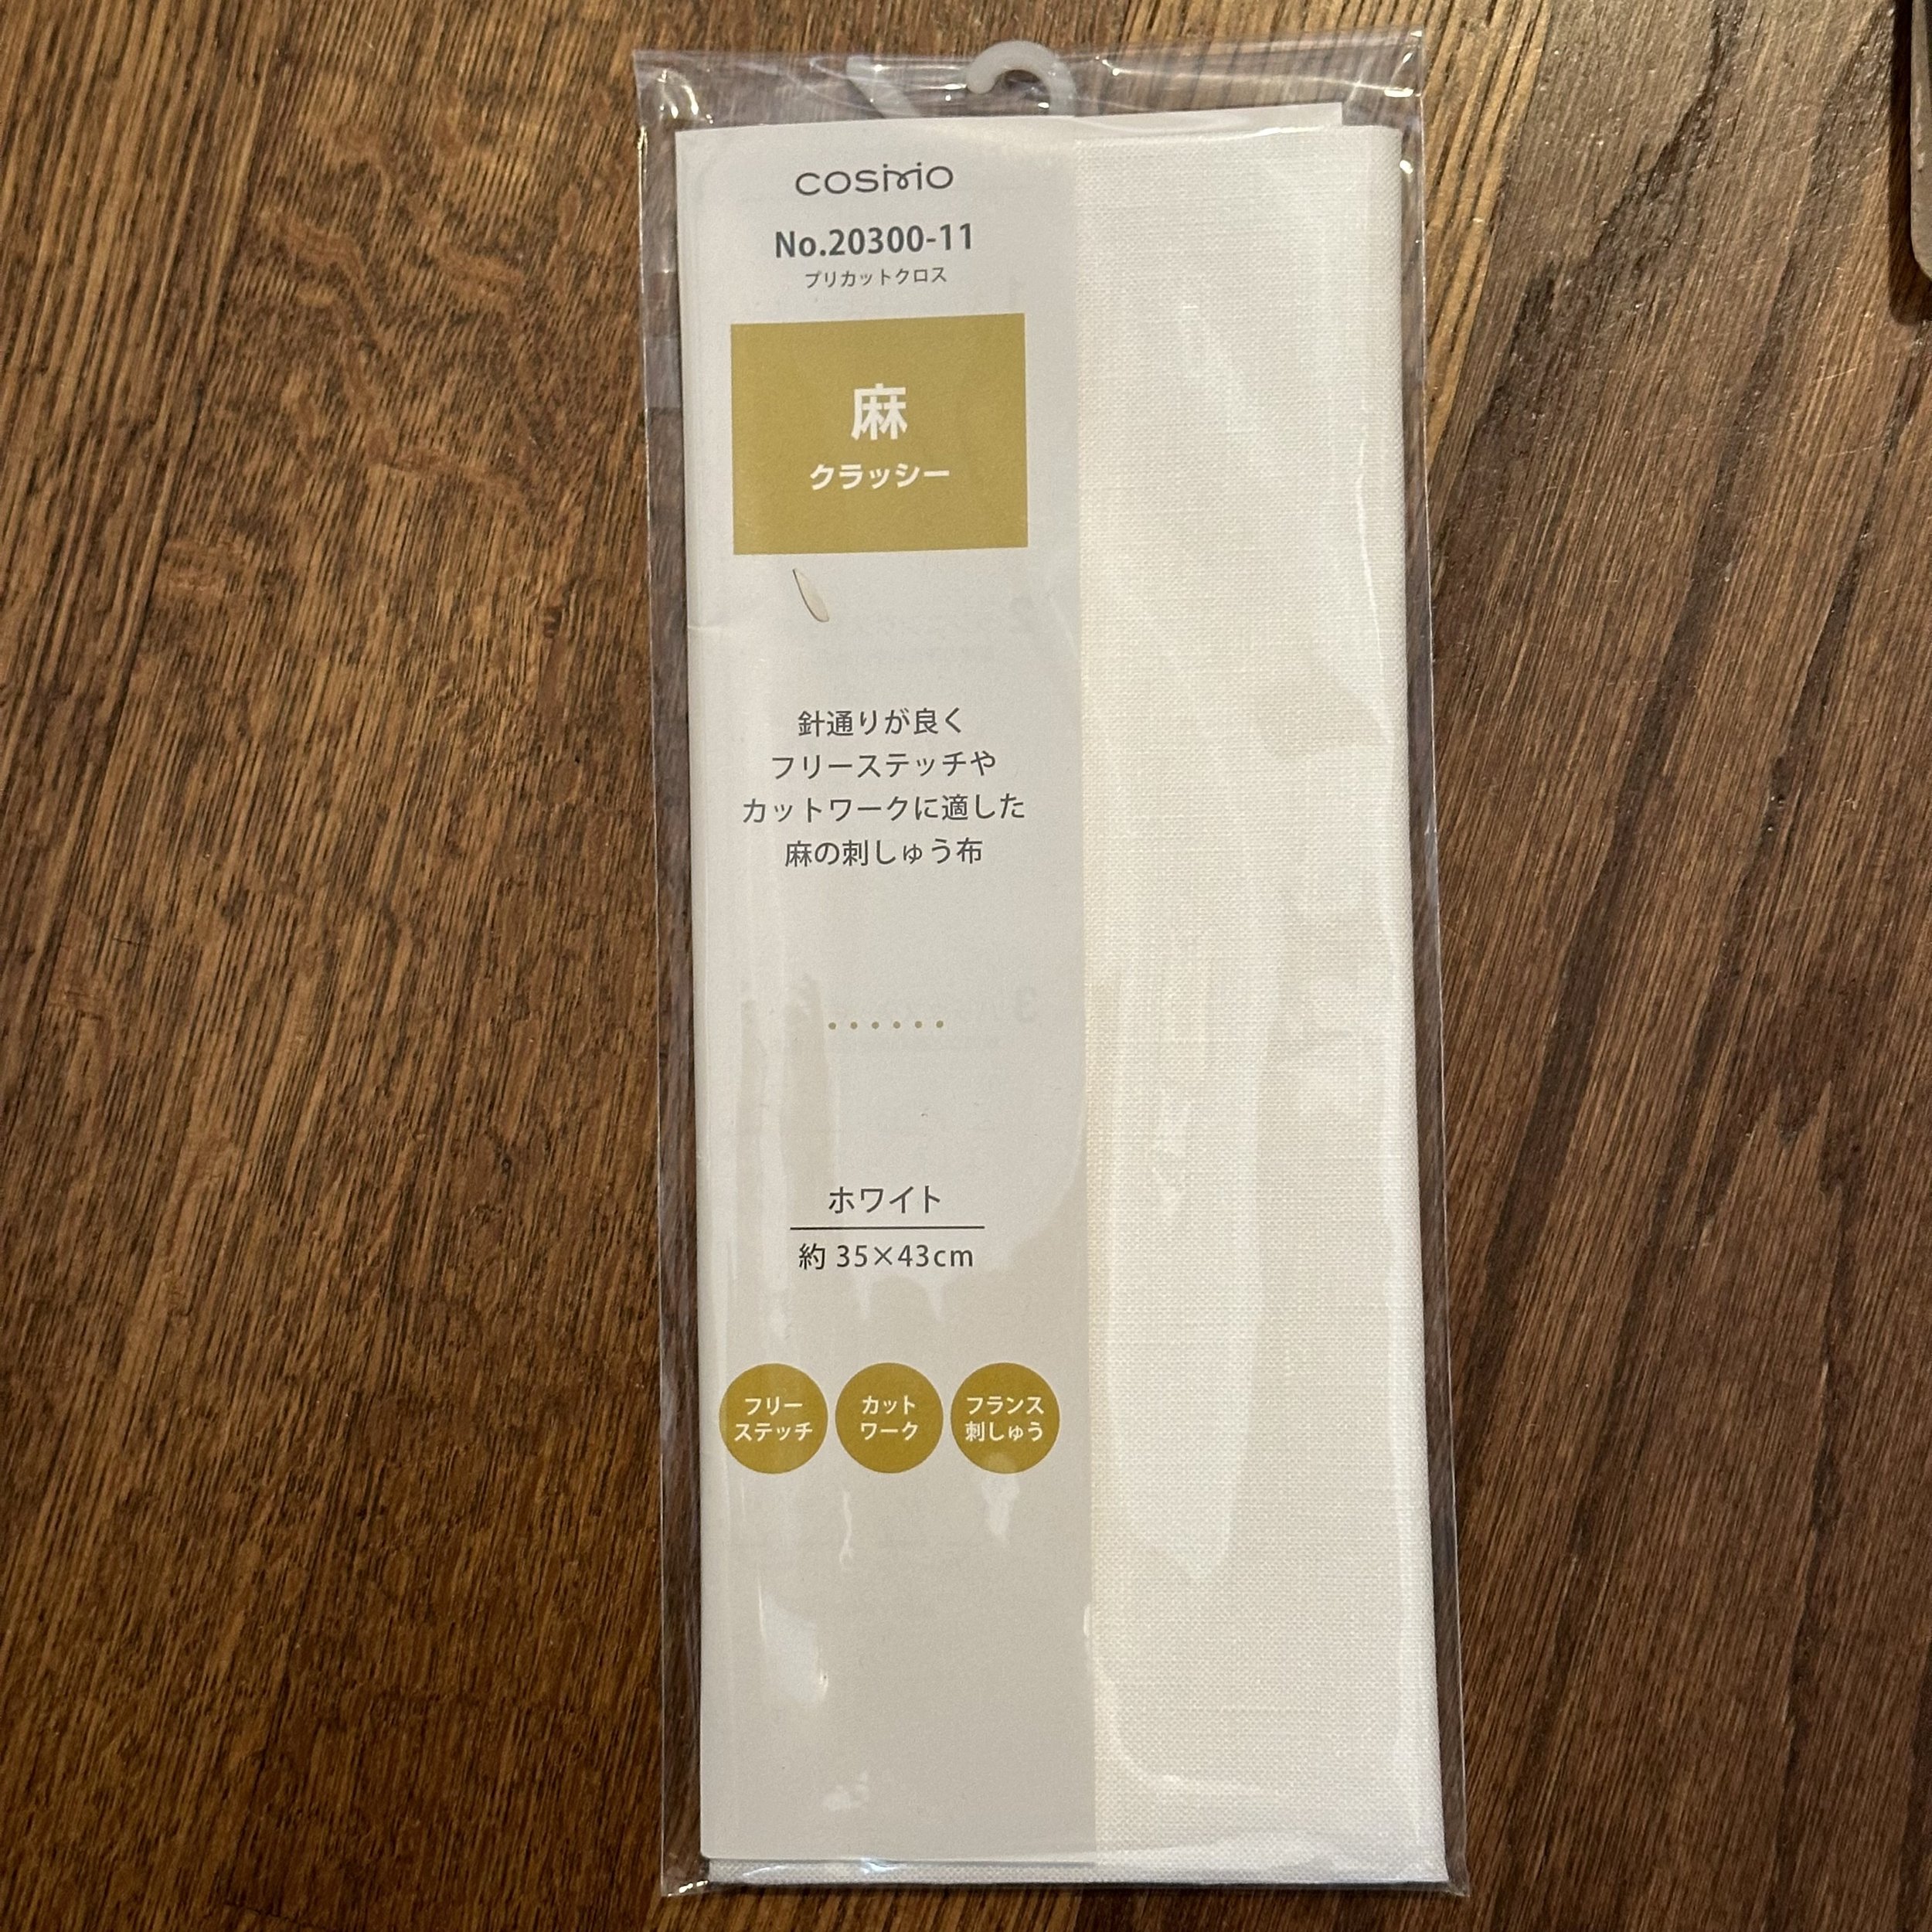 COSMO
No.20300-11
プリカットクロス
麻
クラッシー
針通りが良く
フリーステッチや
カットワークに適した
麻の刺しゅう布
ホワイト
約 35×43cm
フリー
ステッチ
カット
ワーク
フランス
刺しゅう